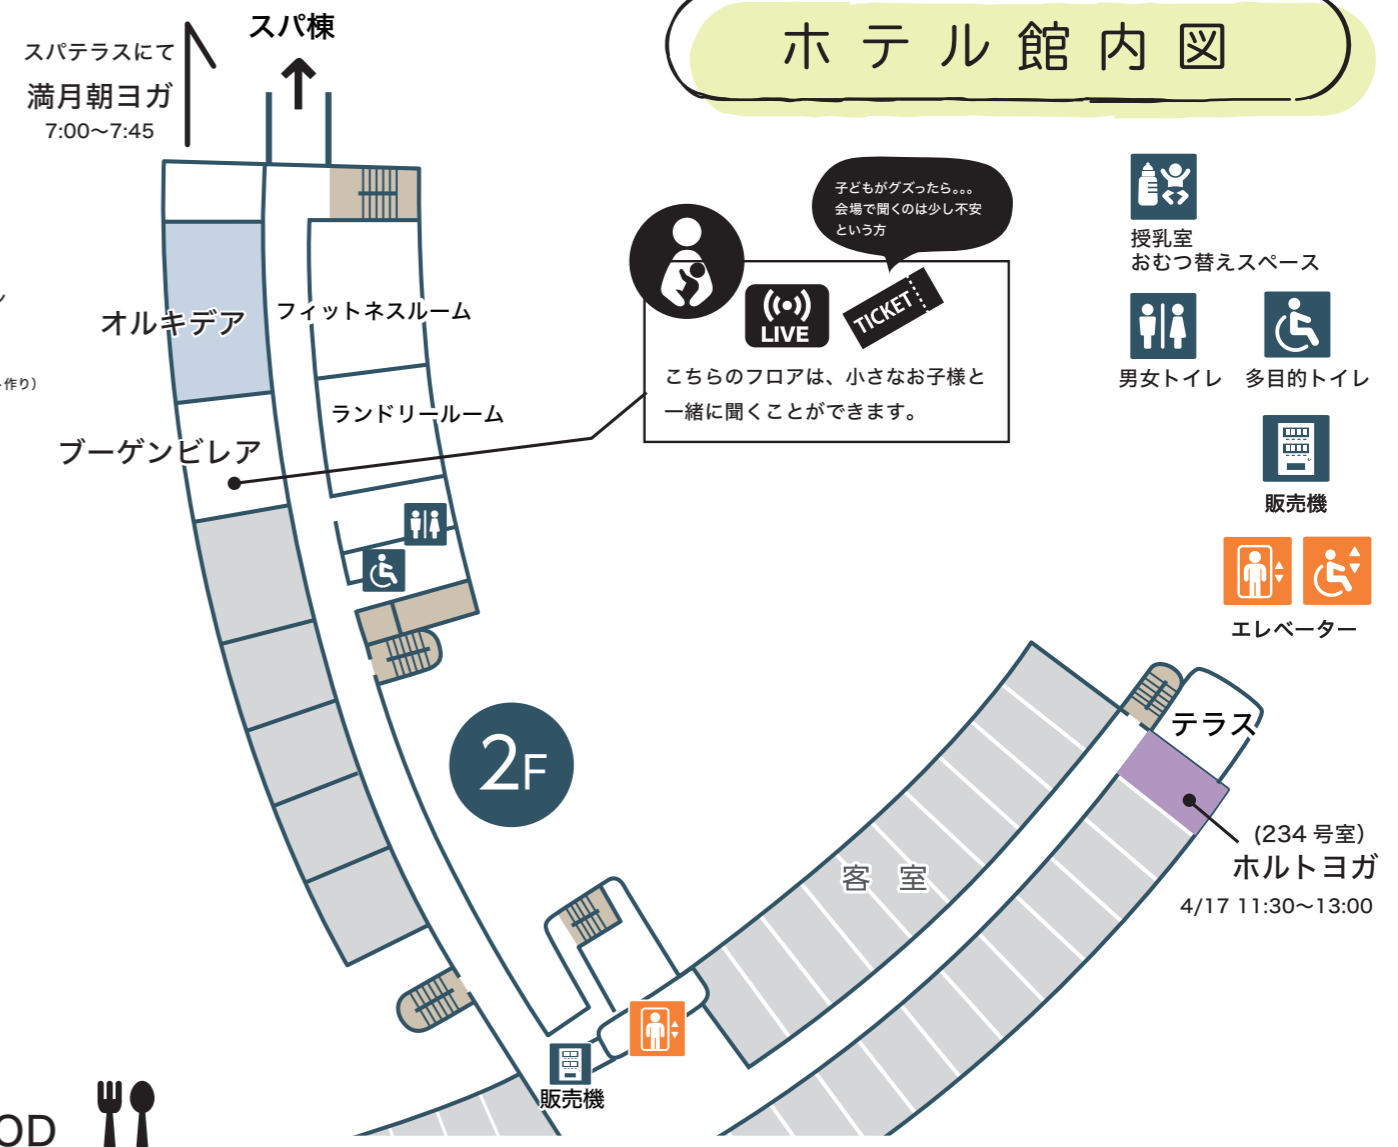 ホテル館内図
スパ棟
スパテラスにて
満月朝ヨガ
7:00〜7:45
子どもがグズったら。。。
会場で聞くのは少し不安
という方
LIVE
TICKET
こちらのフロアは、小さなお子様と
一緒に聞くことができます。
授乳室
おむつ替えスペース
男女トイレ
多目的トイレ
販売機
エレベーター
オルキデア
フィットネスルーム
作り）
ランドリールーム
ブーゲンビレア
2F
テラス
(234 号室）
ホルトヨガ
4/17 11:30〜13:00
客 室
販売機
OD